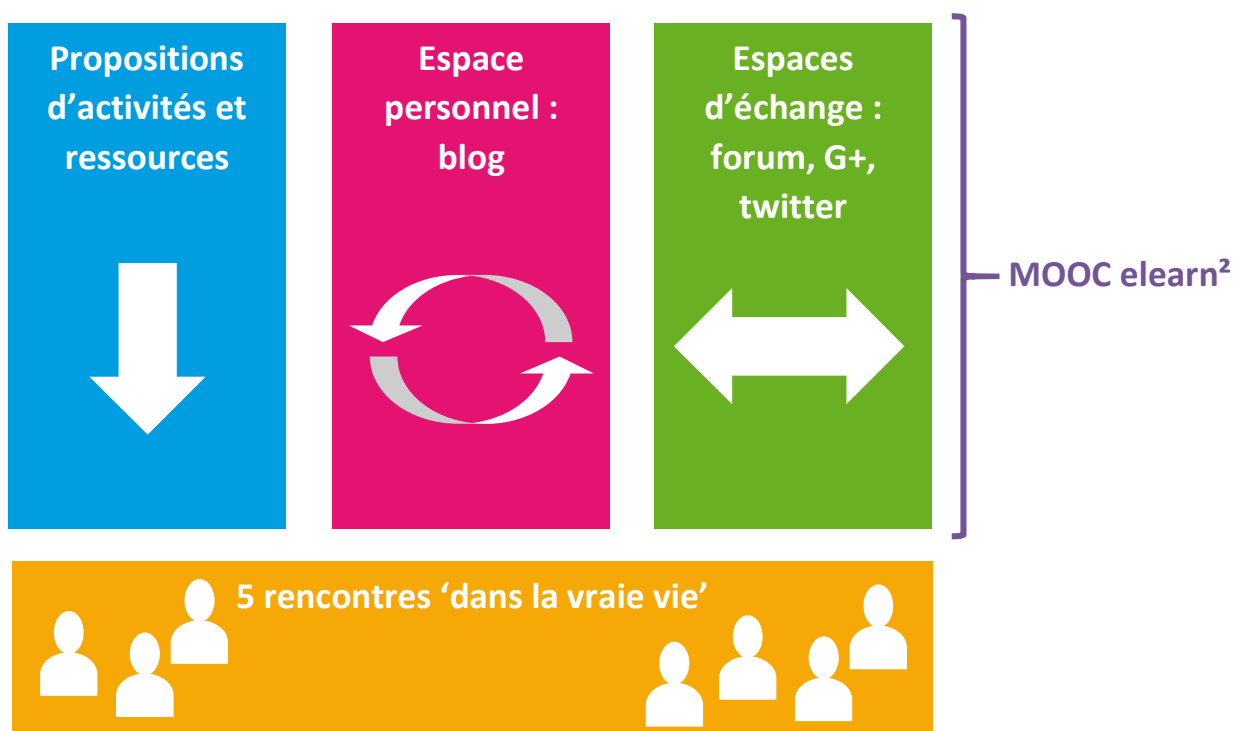 Propositions
d’activités et
ressources
Espace
personnel :
blog
Espaces
d’échange :
forum, G+,
twitter
MOOC elearn²
5 rencontres ‘dans la vraie vie’